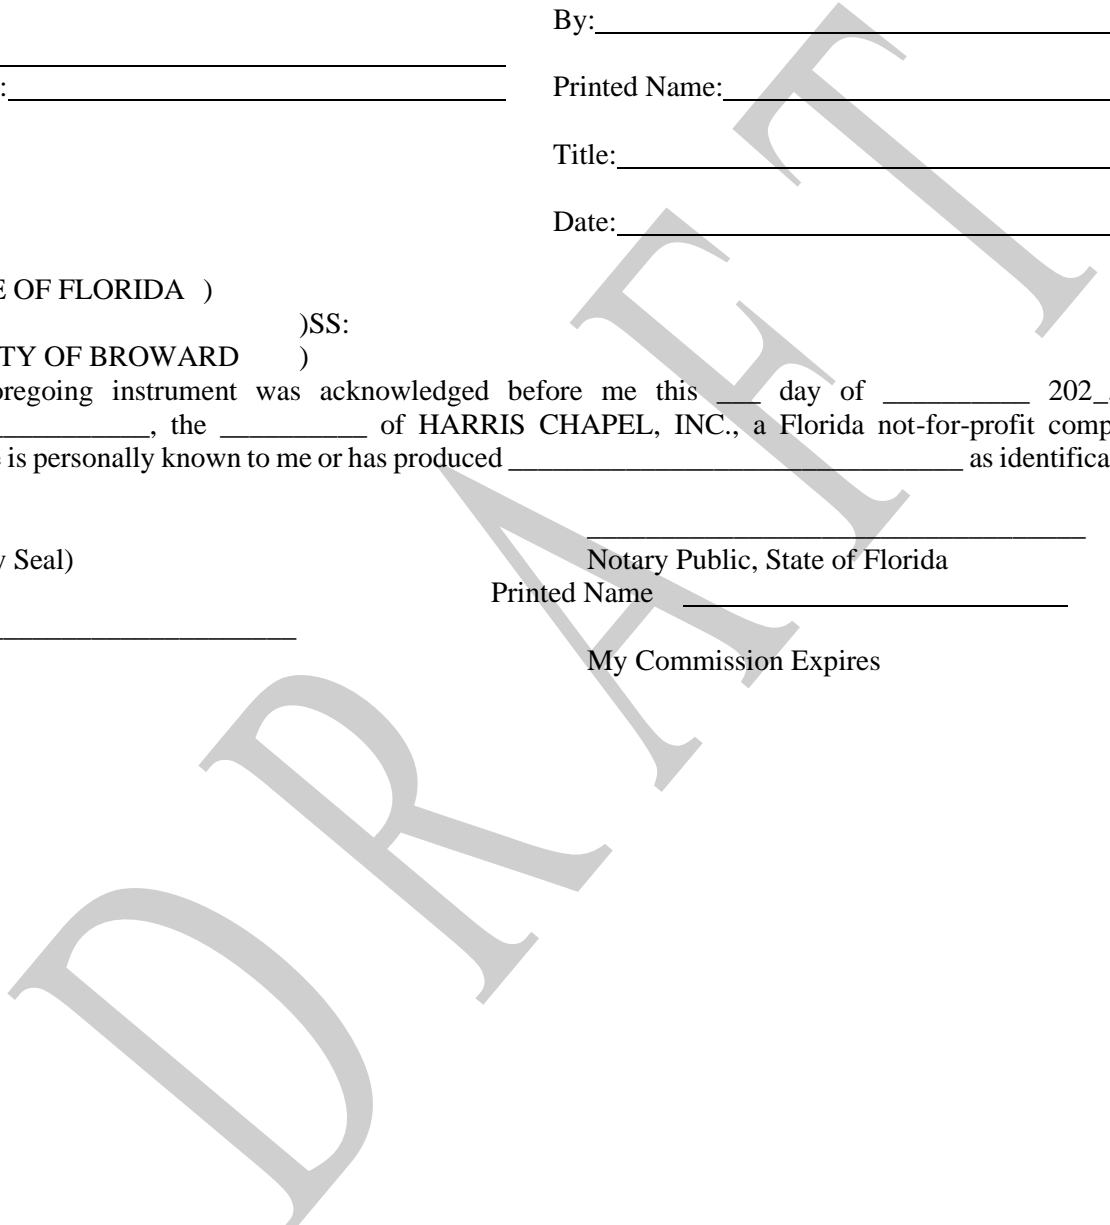 By:
:
Printed Name:
Title:
Date:
E OF FLORIDA )
)SS:
TY OF BROWARD )
oregoing instrument was acknowledged before me this ___ day of __________ 202_
__________, the __________ of HARRIS CHAPEL, INC., a Florida not-for-profit comp
e is personally known to me or has produced _______________________________ as identifica
y Seal)
Notary Public, State of Florida
Printed Name
My Commission Expires
DRAFT